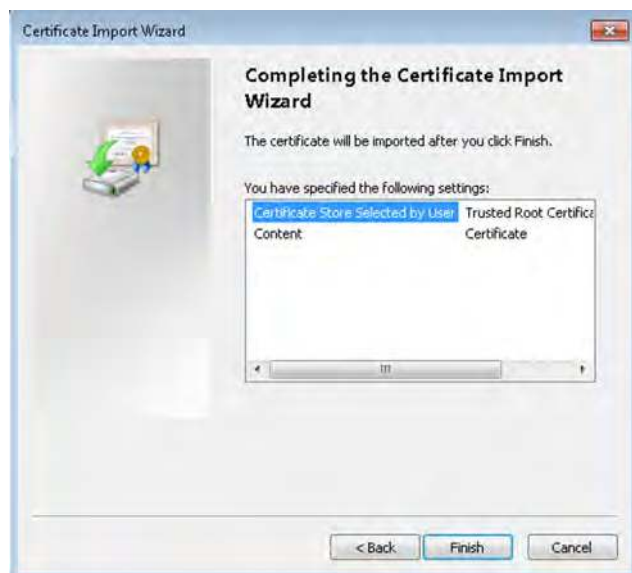 Certificate Import Wizard
Completing the Certificate Import
Wizard
The certificate will be imported after you click Finish.
You have specified the following settings:
Certificate Store Selected by User Trusted Root Certifica
Content Certificate
< Back Finish Cancel